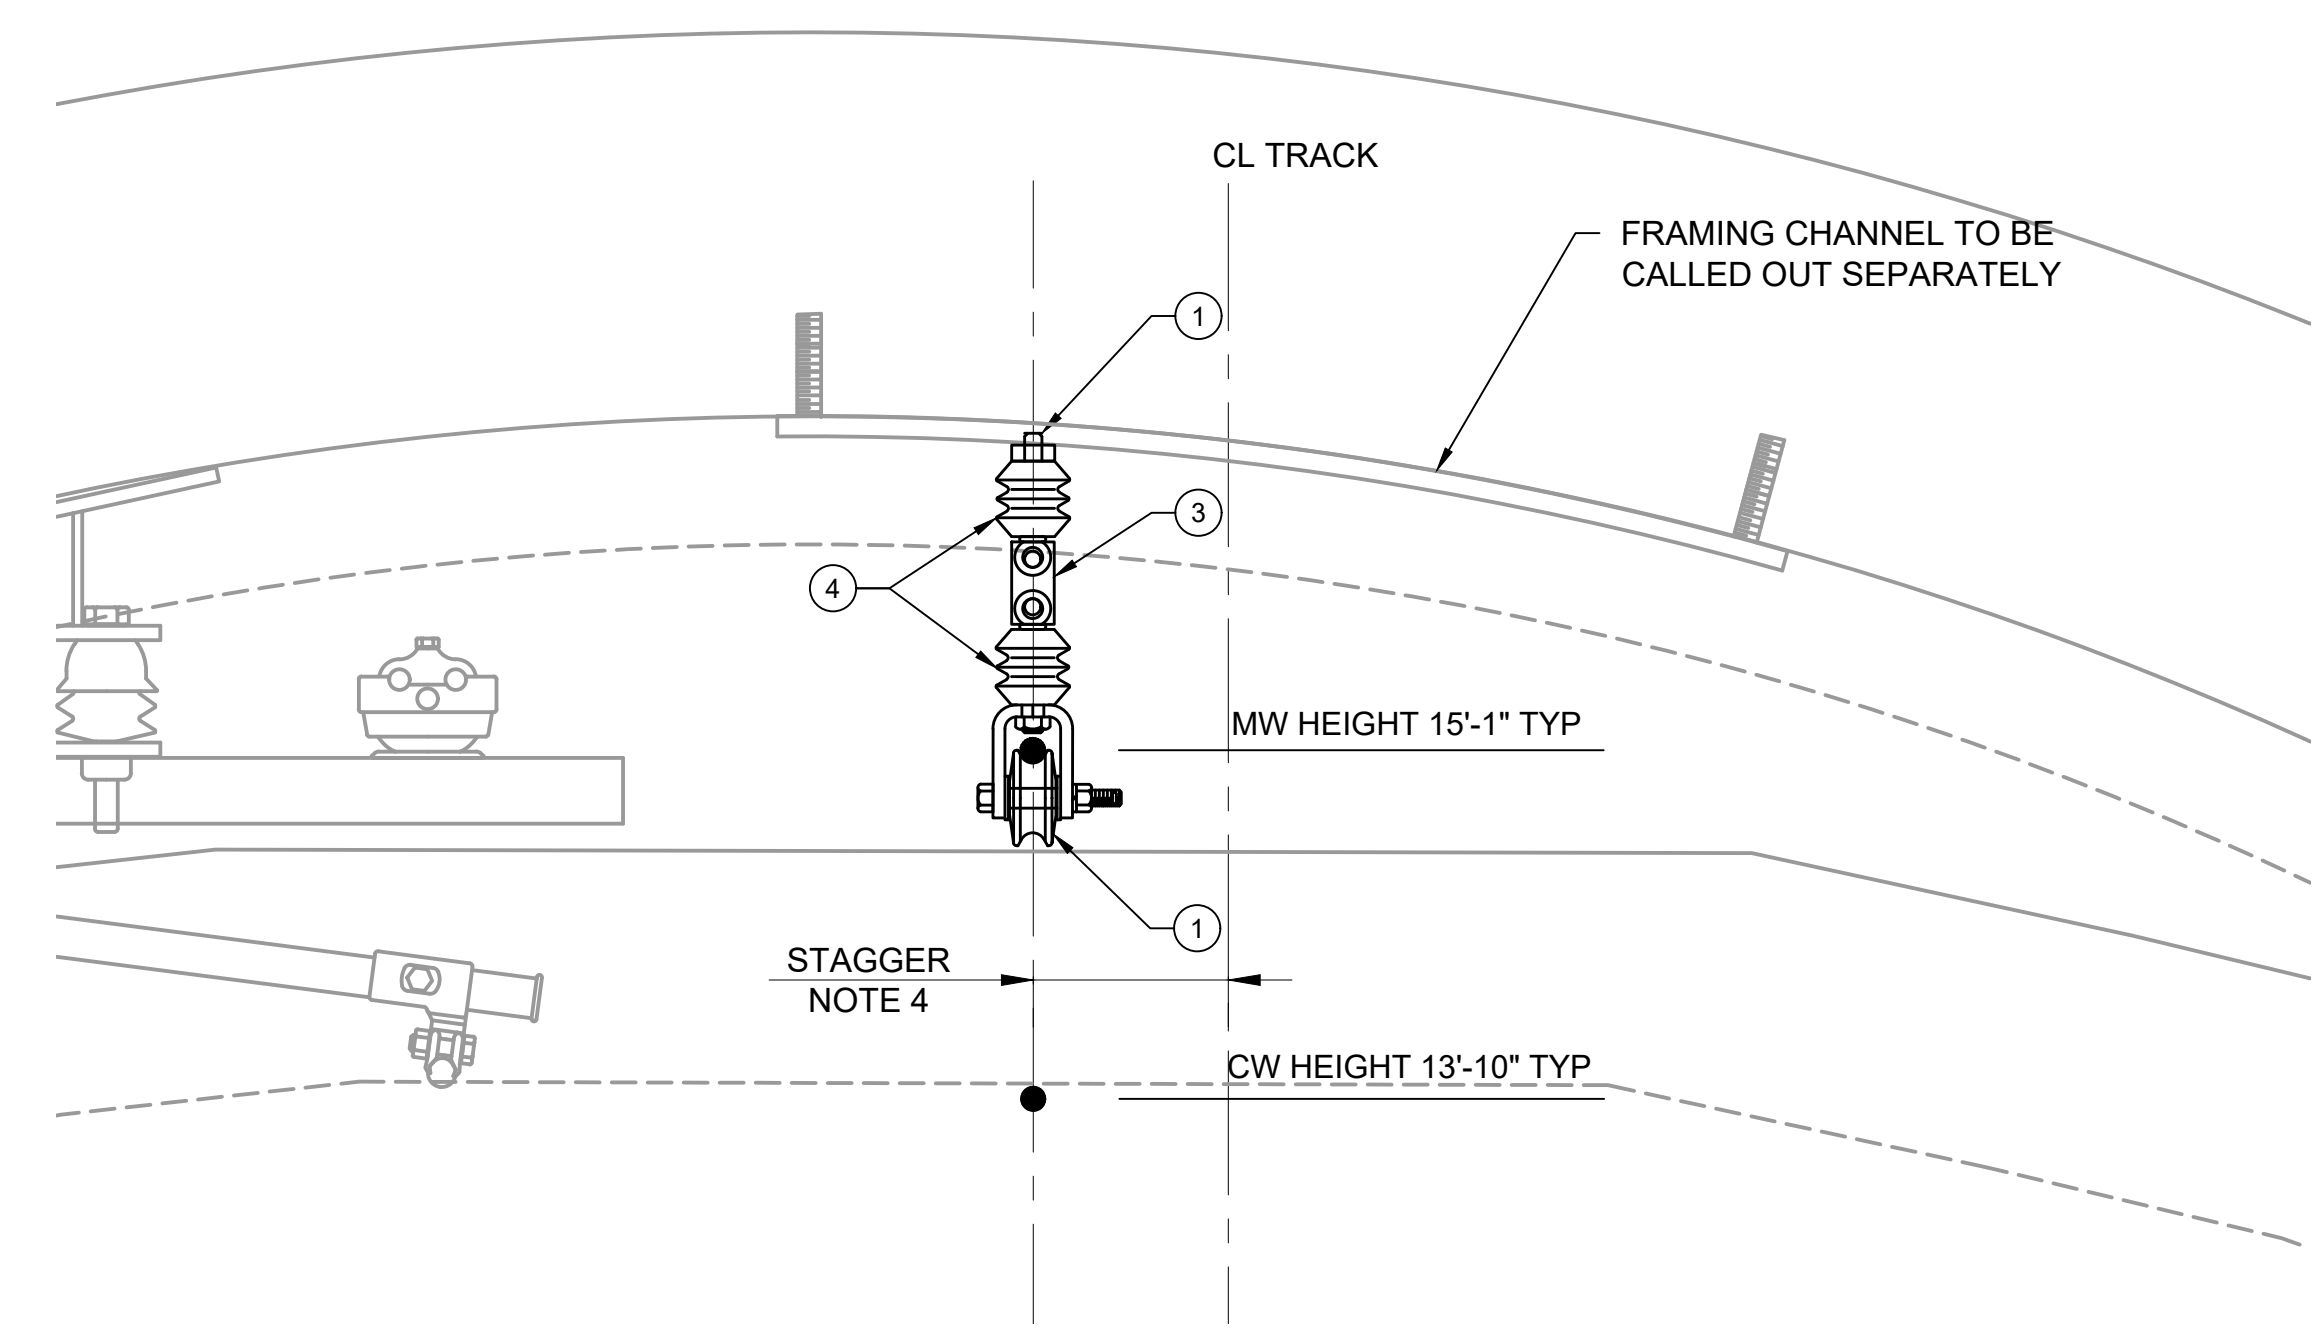 CL TRACK
FRAMING CHANNEL TO BE
CALLED OUT SEPARATELY
1
3
4
MW HEIGHT 15'-1" TYP
1
STAGGER
NOTE 4
CW HEIGHT 13'-10" TYP